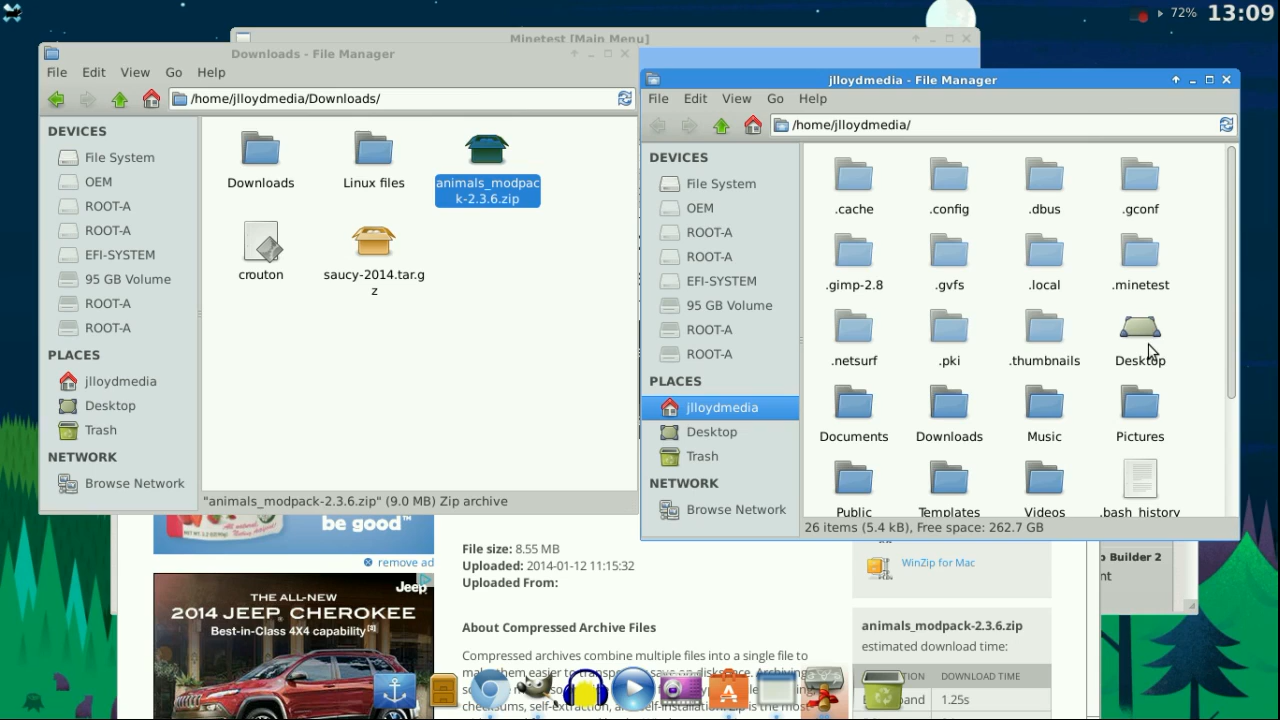 72% 13:09
Minetest [Main Menu]
Downloads - File Manager
File Edit View Go Help
/home/jlloydmedia/Downloads/
DEVICES
File System
OEM
ROOT-A
ROOT-A
EFI-SYSTEM
95 GB Volume
ROOT-A
ROOT-A
PLACES
jlloydmedia
Desktop
Trash
NETWORK
Browse Network
Downloads
Linux files
animals_modpac
k-2.3.6.zip
crouton
saucy-2014.tar.g
z
"animals_modpack-2.3.6.zip" (9.0 MB) Zip archive
jlloydmedia - File Manager
File Edit View Go Help
/home/jlloydmedia/
DEVICES
File System
OEM
ROOT-A
ROOT-A
EFI-SYSTEM
95 GB Volume
ROOT-A
ROOT-A
PLACES
jlloydmedia
Desktop
Trash
NETWORK
Browse Network
.cache .config .dbus .gconf
.gimp-2.8 .gvfs .local .minetest
.netsurf .pki .thumbnails Desktop
Documents Downloads Music Pictures
Public Templates Videos .bash_history
26 items (5.4 kB), Free space: 262.7 GB
be good™
remove ad
Jeep
THE ALL-NEW
2014 JEEP CHEROKEE
Best-in-Class 4X4 capability[2]
File size: 8.55 MB
Uploaded: 2014-01-12 11:15:32
Uploaded From:
About Compressed Archive Files
Compressed archives combine multiple files into a single file to
WinZip for Mac
Builder 2
animals_modpack-2.3.6.zip
estimated download time:
DOWNLOAD TIME
1.25s